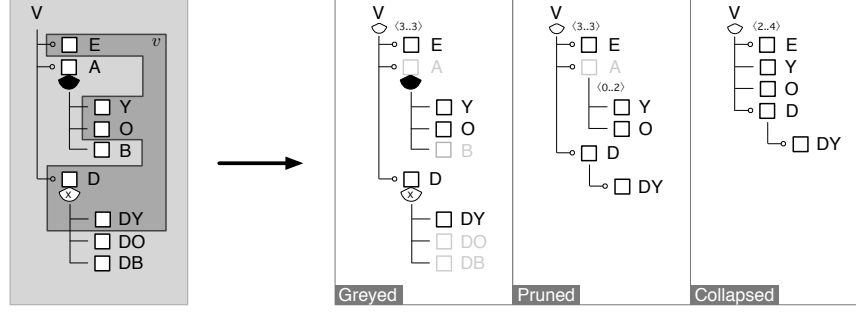 V
E
v
A
Y
O
B
D
x
DY
DO
DB
V
⟨3..3⟩
E
A
Y
O
B
D
x
DY
DO
DB
Greyed
V
⟨3..3⟩
E
A
⟨0..2⟩
Y
O
D
DY
Pruned
V
⟨2..4⟩
E
Y
O
D
DY
Collapsed